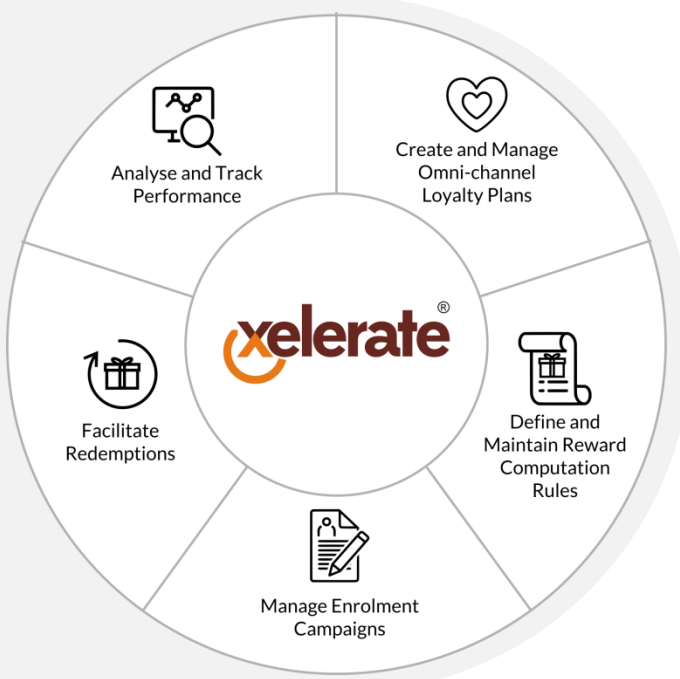 Analyse and Track
Performance
Create and Manage
Omni-channel
Loyalty Plans
xelerate®
Facilitate
Redemptions
Define and
Maintain Reward
Computation
Rules
Manage Enrolment
Campaigns